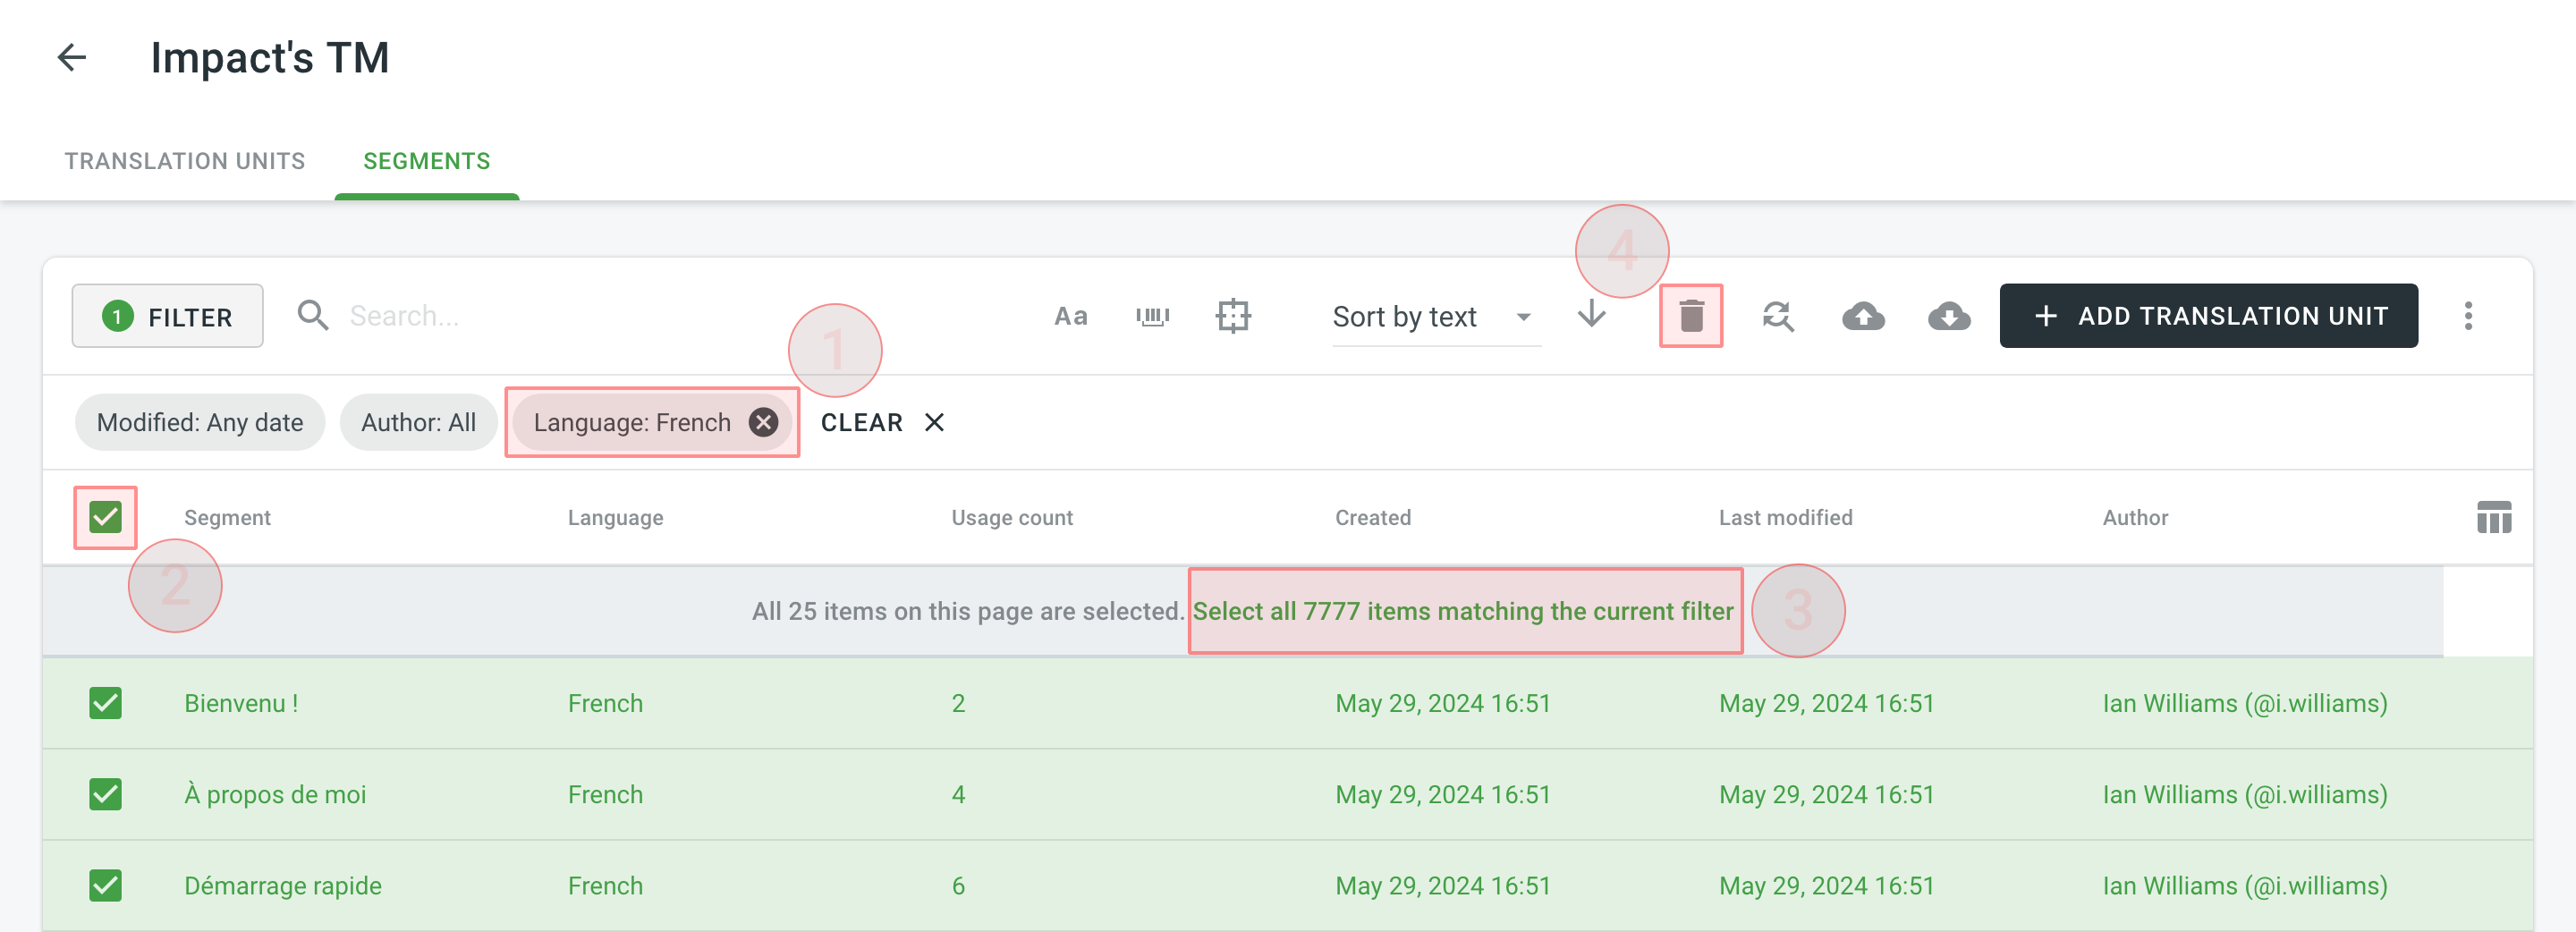 Impact's TM
TRANSLATION UNITS SEGMENTS
4
1 FILTER Search... Aa Sort by text + ADD TRANSLATION UNIT
1
Modified: Any date Author: All Language: French CLEAR
Segment Language Usage count Created Last modified Author
2
All 25 items on this page are selected. Select all 7777 items matching the current filter 3
Bienvenu ! French 2 May 29, 2024 16:51 May 29, 2024 16:51 Ian Williams (@i.williams)
À propos de moi French 4 May 29, 2024 16:51 May 29, 2024 16:51 Ian Williams (@i.williams)
Démarrage rapide French 6 May 29, 2024 16:51 May 29, 2024 16:51 Ian Williams (@i.williams)